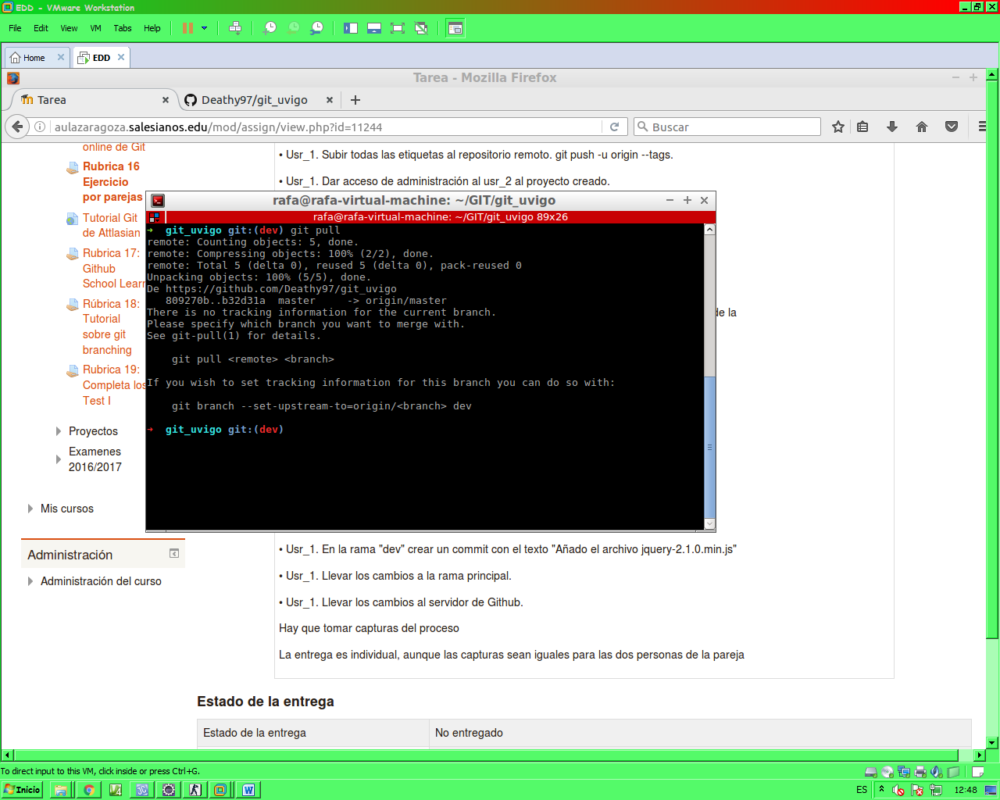 EDD - VMware Workstation
File Edit View VM Tabs Help
Home EDD
Tarea - Mozilla Firefox
Tarea Deathy97/git_uvigo
aulazaragoza.salesianos.edu/mod/assign/view.php?id=11244 Buscar
online de Git
Rubrica 16
Ejercicio
por parejas
Tutorial Git
de Attlasian
Rubrica 17:
Github
School Learn
Rúbrica 18:
Tutorial
sobre git
branching
Rubrica 19:
Completa los
Test I
Proyectos
Examenes
2016/2017
Mis cursos
Administración
Administración del curso
• Usr_1. Subir todas las etiquetas al repositorio remoto. git push -u origin --tags.
• Usr_1. Dar acceso de administración al usr_2 al proyecto creado.
de la
rafa@rafa-virtual-machine: ~/GIT/git_uvigo
rafa@rafa-virtual-machine: ~/GIT/git_uvigo 89x26
➜ git_uvigo git:(dev) git pull
remote: Counting objects: 5, done.
remote: Compressing objects: 100% (2/2), done.
remote: Total 5 (delta 0), reused 5 (delta 0), pack-reused 0
Unpacking objects: 100% (5/5), done.
De https://github.com/Deathy97/git_uvigo
809270b..b32d31a master -> origin/master
There is no tracking information for the current branch.
Please specify which branch you want to merge with.
See git-pull(1) for details.
git pull <remote> <branch>
If you wish to set tracking information for this branch you can do so with:
git branch --set-upstream-to=origin/<branch> dev
➜ git_uvigo git:(dev)
• Usr_1. En la rama "dev" crear un commit con el texto "Añado el archivo jquery-2.1.0.min.js"
• Usr_1. Llevar los cambios a la rama principal.
• Usr_1. Llevar los cambios al servidor de Github.
Hay que tomar capturas del proceso
La entrega es individual, aunque las capturas sean iguales para las dos personas de la pareja
Estado de la entrega
Estado de la entrega No entregado
To direct input to this VM, click inside or press Ctrl+G.
Inicio ES 12:48